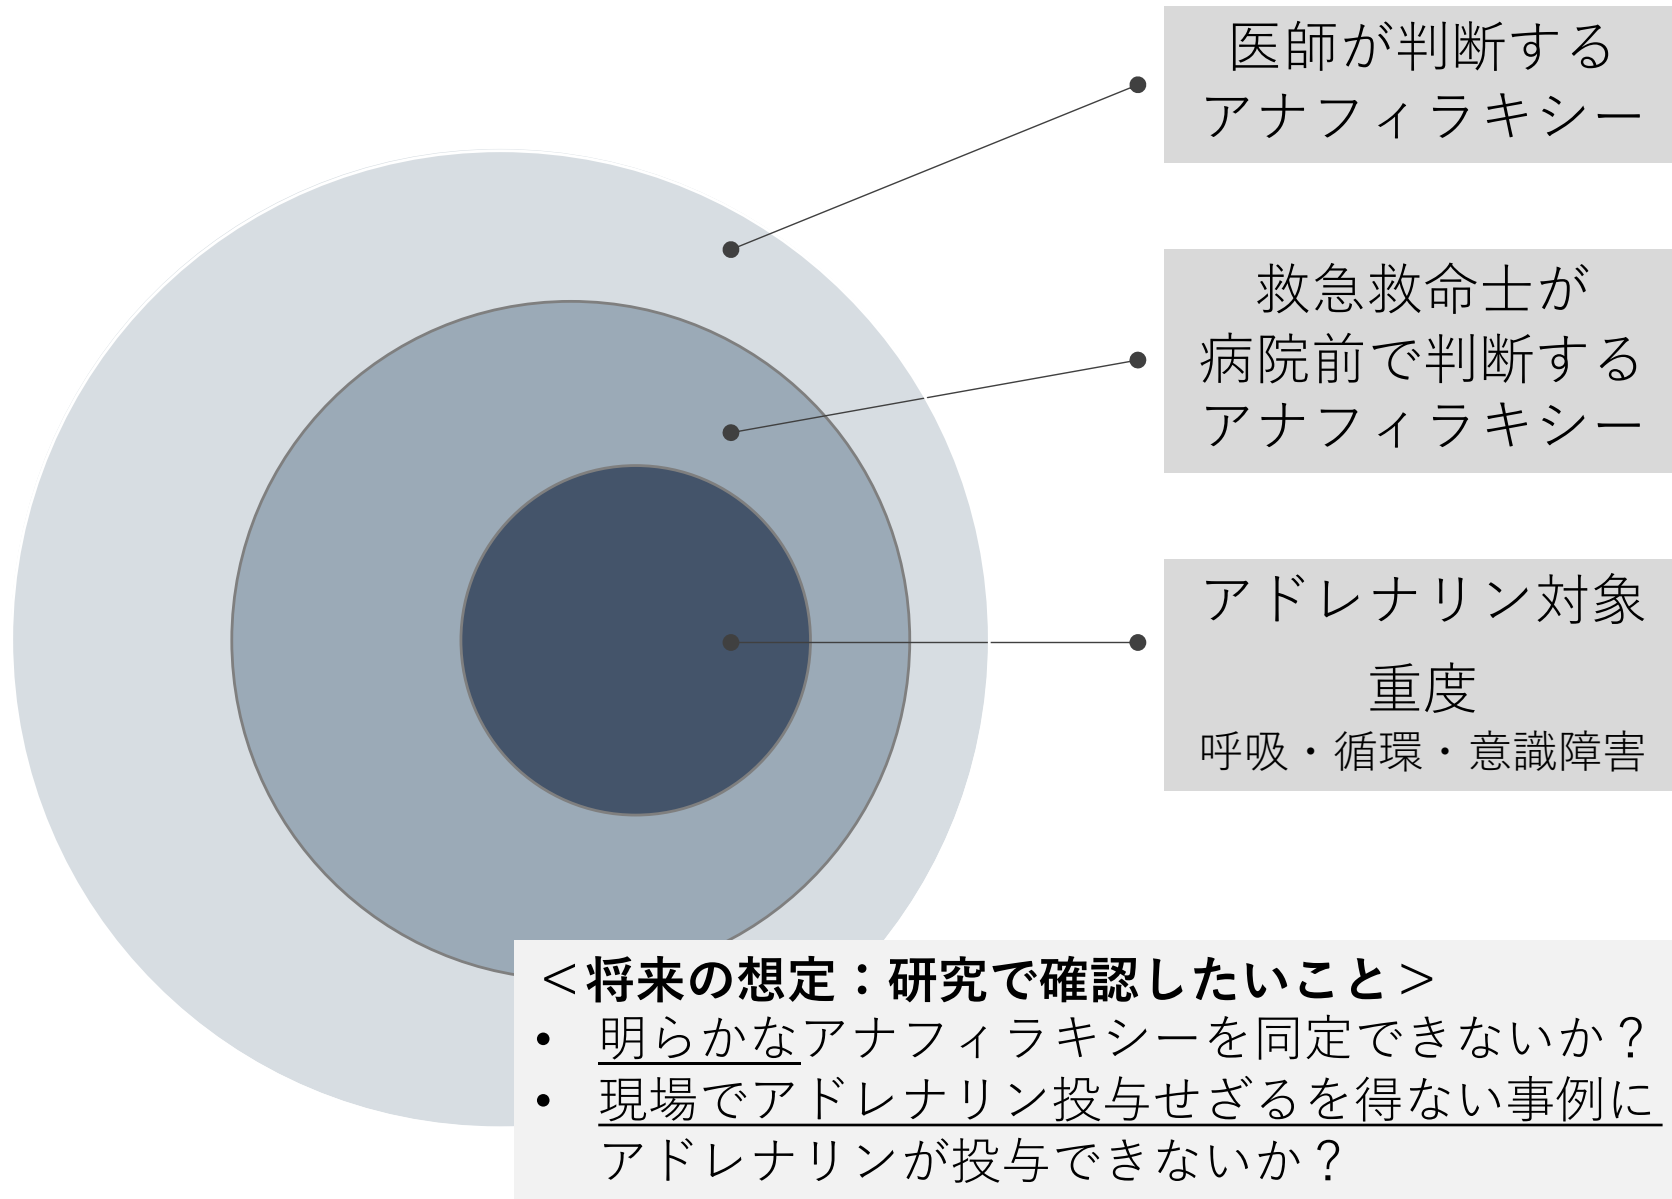 医師が判断する
アナフィラキシー
救急救命士が
病院前で判断する
アナフィラキシー
アドレナリン対象
重度
呼吸・循環・意識障害
＜将来の想定：研究で確認したいこと＞
• 明らかなアナフィラキシーを同定できないか？
• 現場でアドレナリン投与せざるを得ない事例に
アドレナリンが投与できないか？